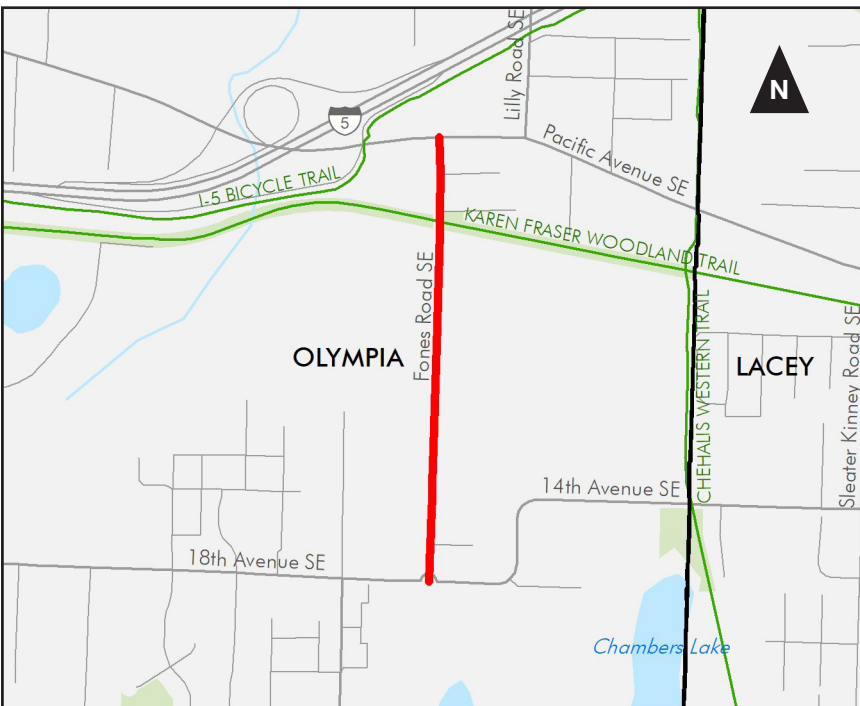 Lilly Road SE
N
5
Pacific Avenue SE
I-5 BICYCLE TRAIL
KAREN FRASER WOODLAND TRAIL
Fones Road SE
OLYMPIA
LACEY
CHEHALIS WESTERN TRAIL
Sleater Kinney Road SE
14th Avenue SE
18th Avenue SE
Chambers Lake